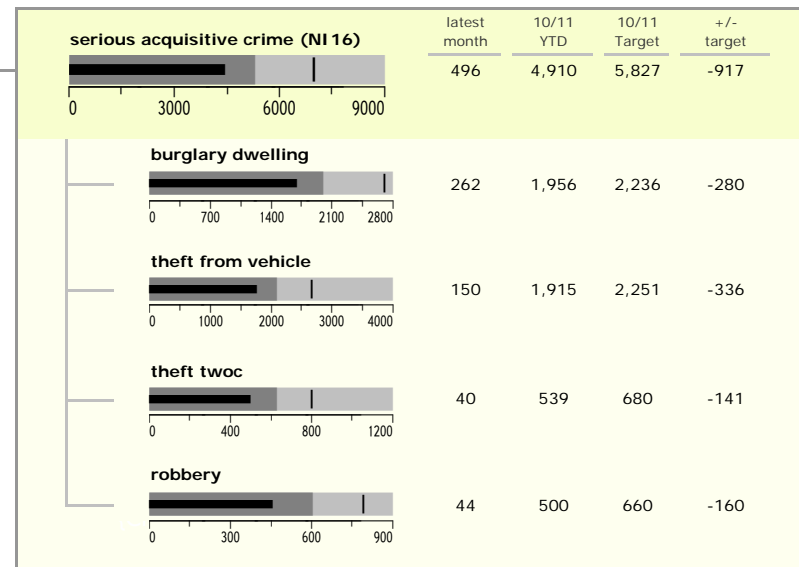 latest 10/11 10/11 +/-
serious acquisitive crime (NI 16) month YTD Target target
496 4,910 5,827 -917
0 3000 6000 9000
burglary dwelling
262 1,956 2,236 -280
0 700 1400 2100 2800
theft from vehicle
150 1,915 2,251 -336
0 1000 2000 3000 4000
theft twoc
40 539 680 -141
0 400 800 1200
robbery
44 500 660 -160
0 300 600 900